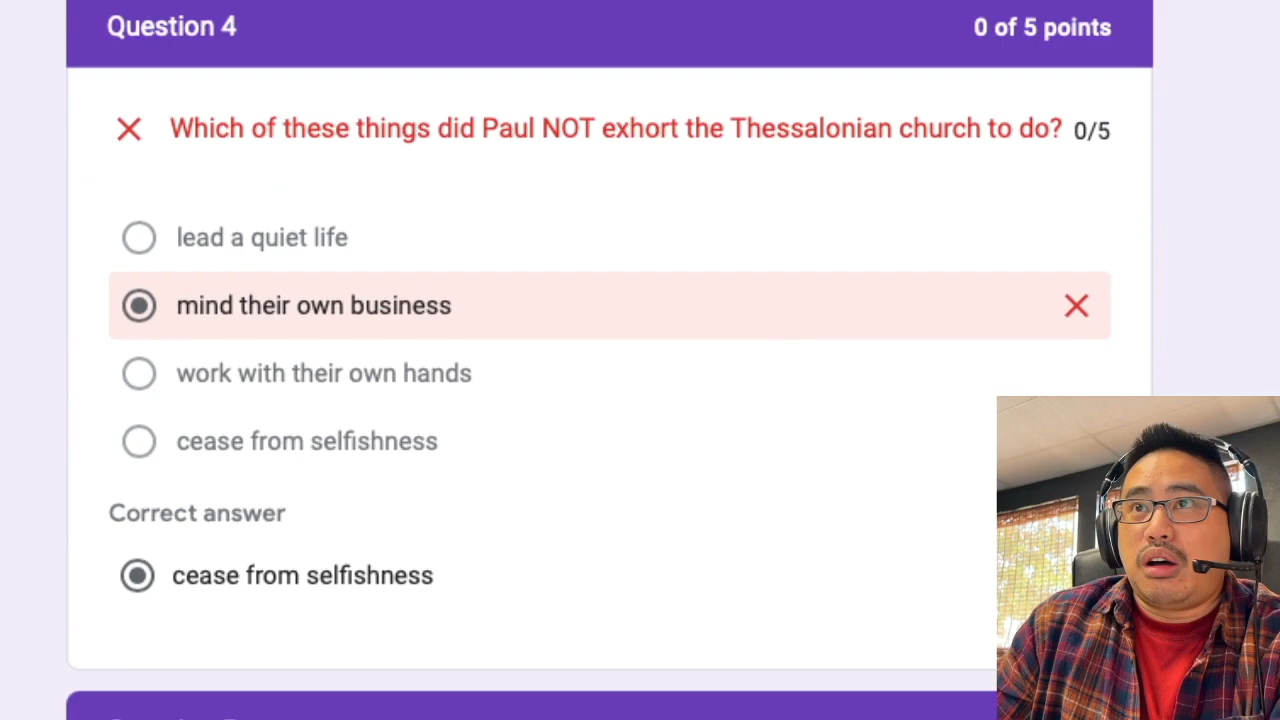 Question 4
0 of 5 points
Which of these things did Paul NOT exhort the Thessalonian church to do? 0/5
lead a quiet life
mind their own business
work with their own hands
cease from selfishness
Correct answer
cease from selfishness